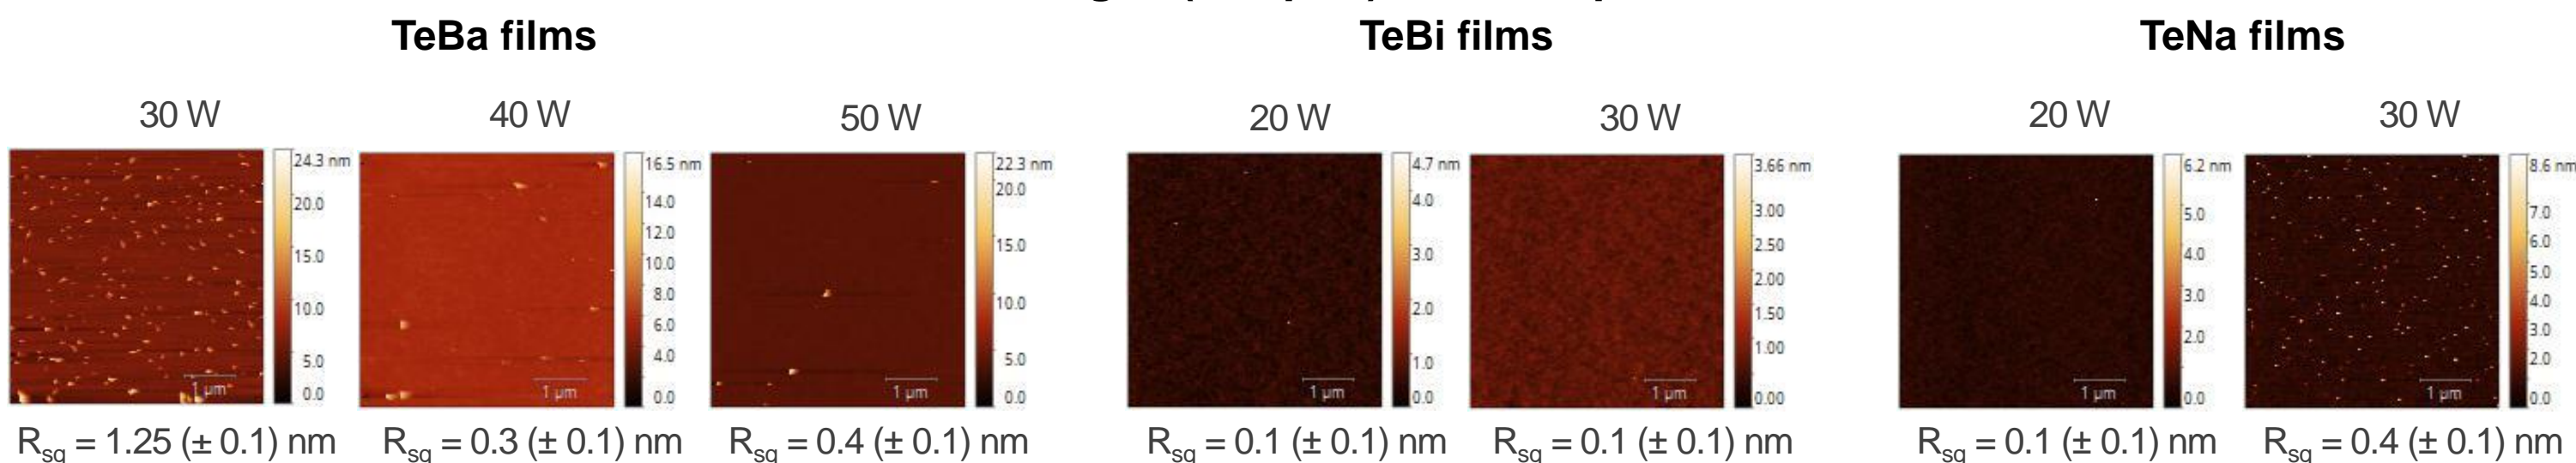 TeBa films
TeBi films
TeNa films
30 W
40 W
50 W
20 W
30 W
20 W
30 W
24.3 nm
20.0
15.0
10.0
5.0
0.0
1 µm
16.5 nm
14.0
12.0
10.0
8.0
6.0
4.0
0.0
1 µm
22.3 nm
20.0
15.0
10.0
5.0
0.0
1 µm
4.7 nm
4.0
3.0
2.0
1.0
0.0
1 µm
3.66 nm
3.00
2.50
2.00
1.50
1.00
0.00
1 µm
6.2 nm
5.0
4.0
3.0
2.0
0.0
1 µm
8.6 nm
7.0
6.0
5.0
4.0
3.0
2.0
0.0
1 µm
Rsq = 1.25 (± 0.1) nm
Rsq = 0.3 (± 0.1) nm
Rsq = 0.4 (± 0.1) nm
Rsq = 0.1 (± 0.1) nm
Rsq = 0.1 (± 0.1) nm
Rsq = 0.1 (± 0.1) nm
Rsq = 0.4 (± 0.1) nm